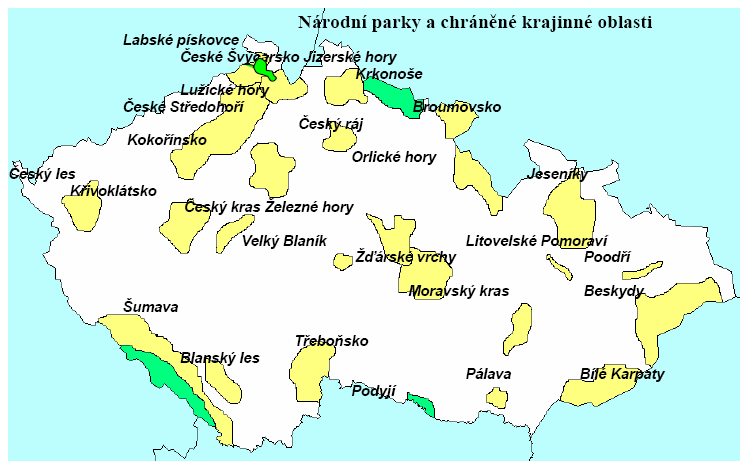 Národní parky a chráněné krajinné oblasti
Labské pískovce
České Švýcarsko Jizerské hory
Krkonoše
Lužické hory
České Středohoří
Broumovsko
Český ráj
Kokořínsko
Orlické hory
Český les
Jeseníky
Křivoklátsko
Český kras Železné hory
Velký Blaník
Litovelské Pomoraví
Žďárské vrchy
Poodří
Moravský kras
Beskydy
Šumava
Třeboňsko
Blanský les
Pálava
Bílé Karpaty
Podyjí